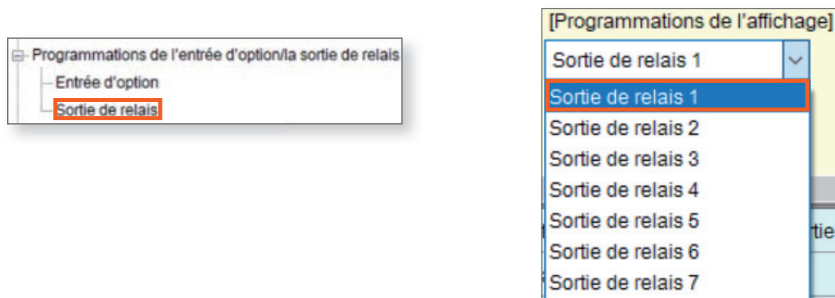 Programmations de l'entrée d'option/la sortie de relais
Entrée d'option
Sortie de relais
[Programmations de l'affichage]
Sortie de relais 1
Sortie de relais 1
Sortie de relais 2
Sortie de relais 3
Sortie de relais 4
Sortie de relais 5
tie
Sortie de relais 6
Sortie de relais 7